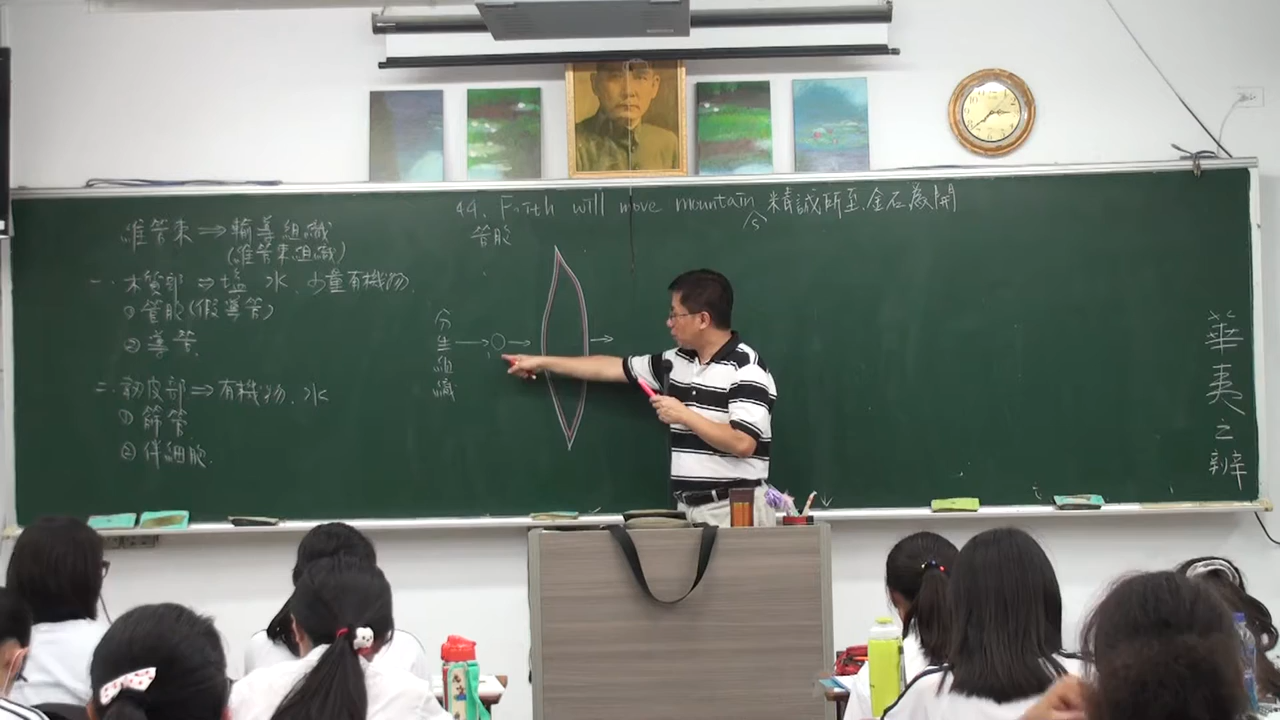 44. Faith will move mountain 精誠所至.金石為開
s
維管束⇒輸導組織
(維管束組織)
一.木質部⇒塩.水.少量有機物.
①管胞(假導管)
②導管.
二.韌皮部⇒有機物.水
①篩管
②伴細胞.
管胞
分生組織
華夷之辨